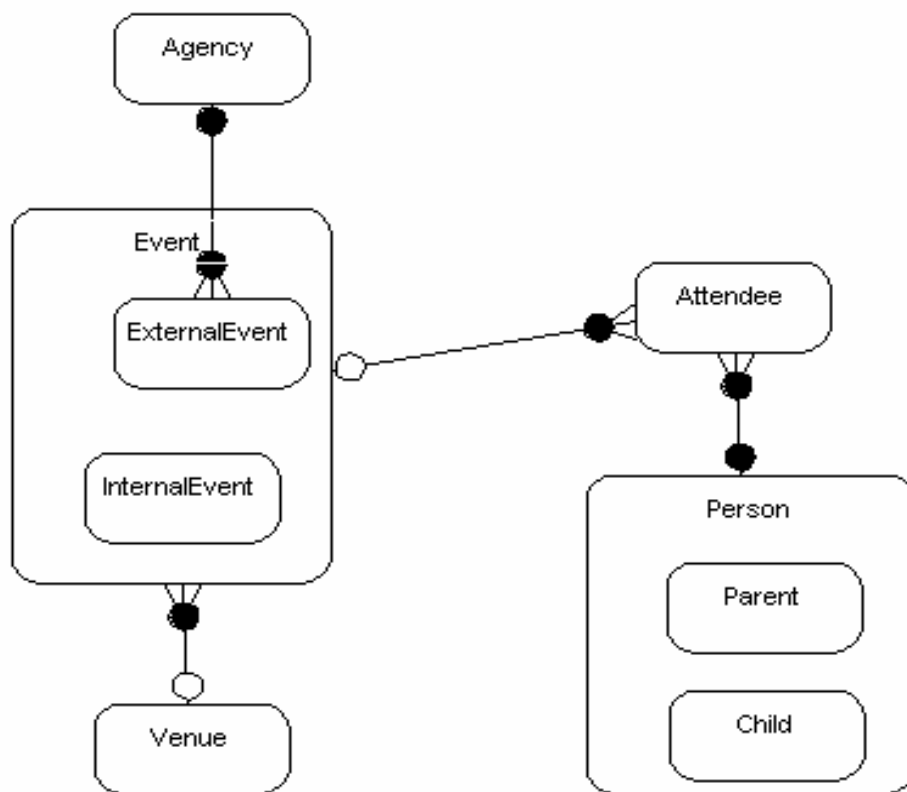 Agency
Event
ExternalEvent
InternalEvent
Venue
Attendee
Person
Parent
Child